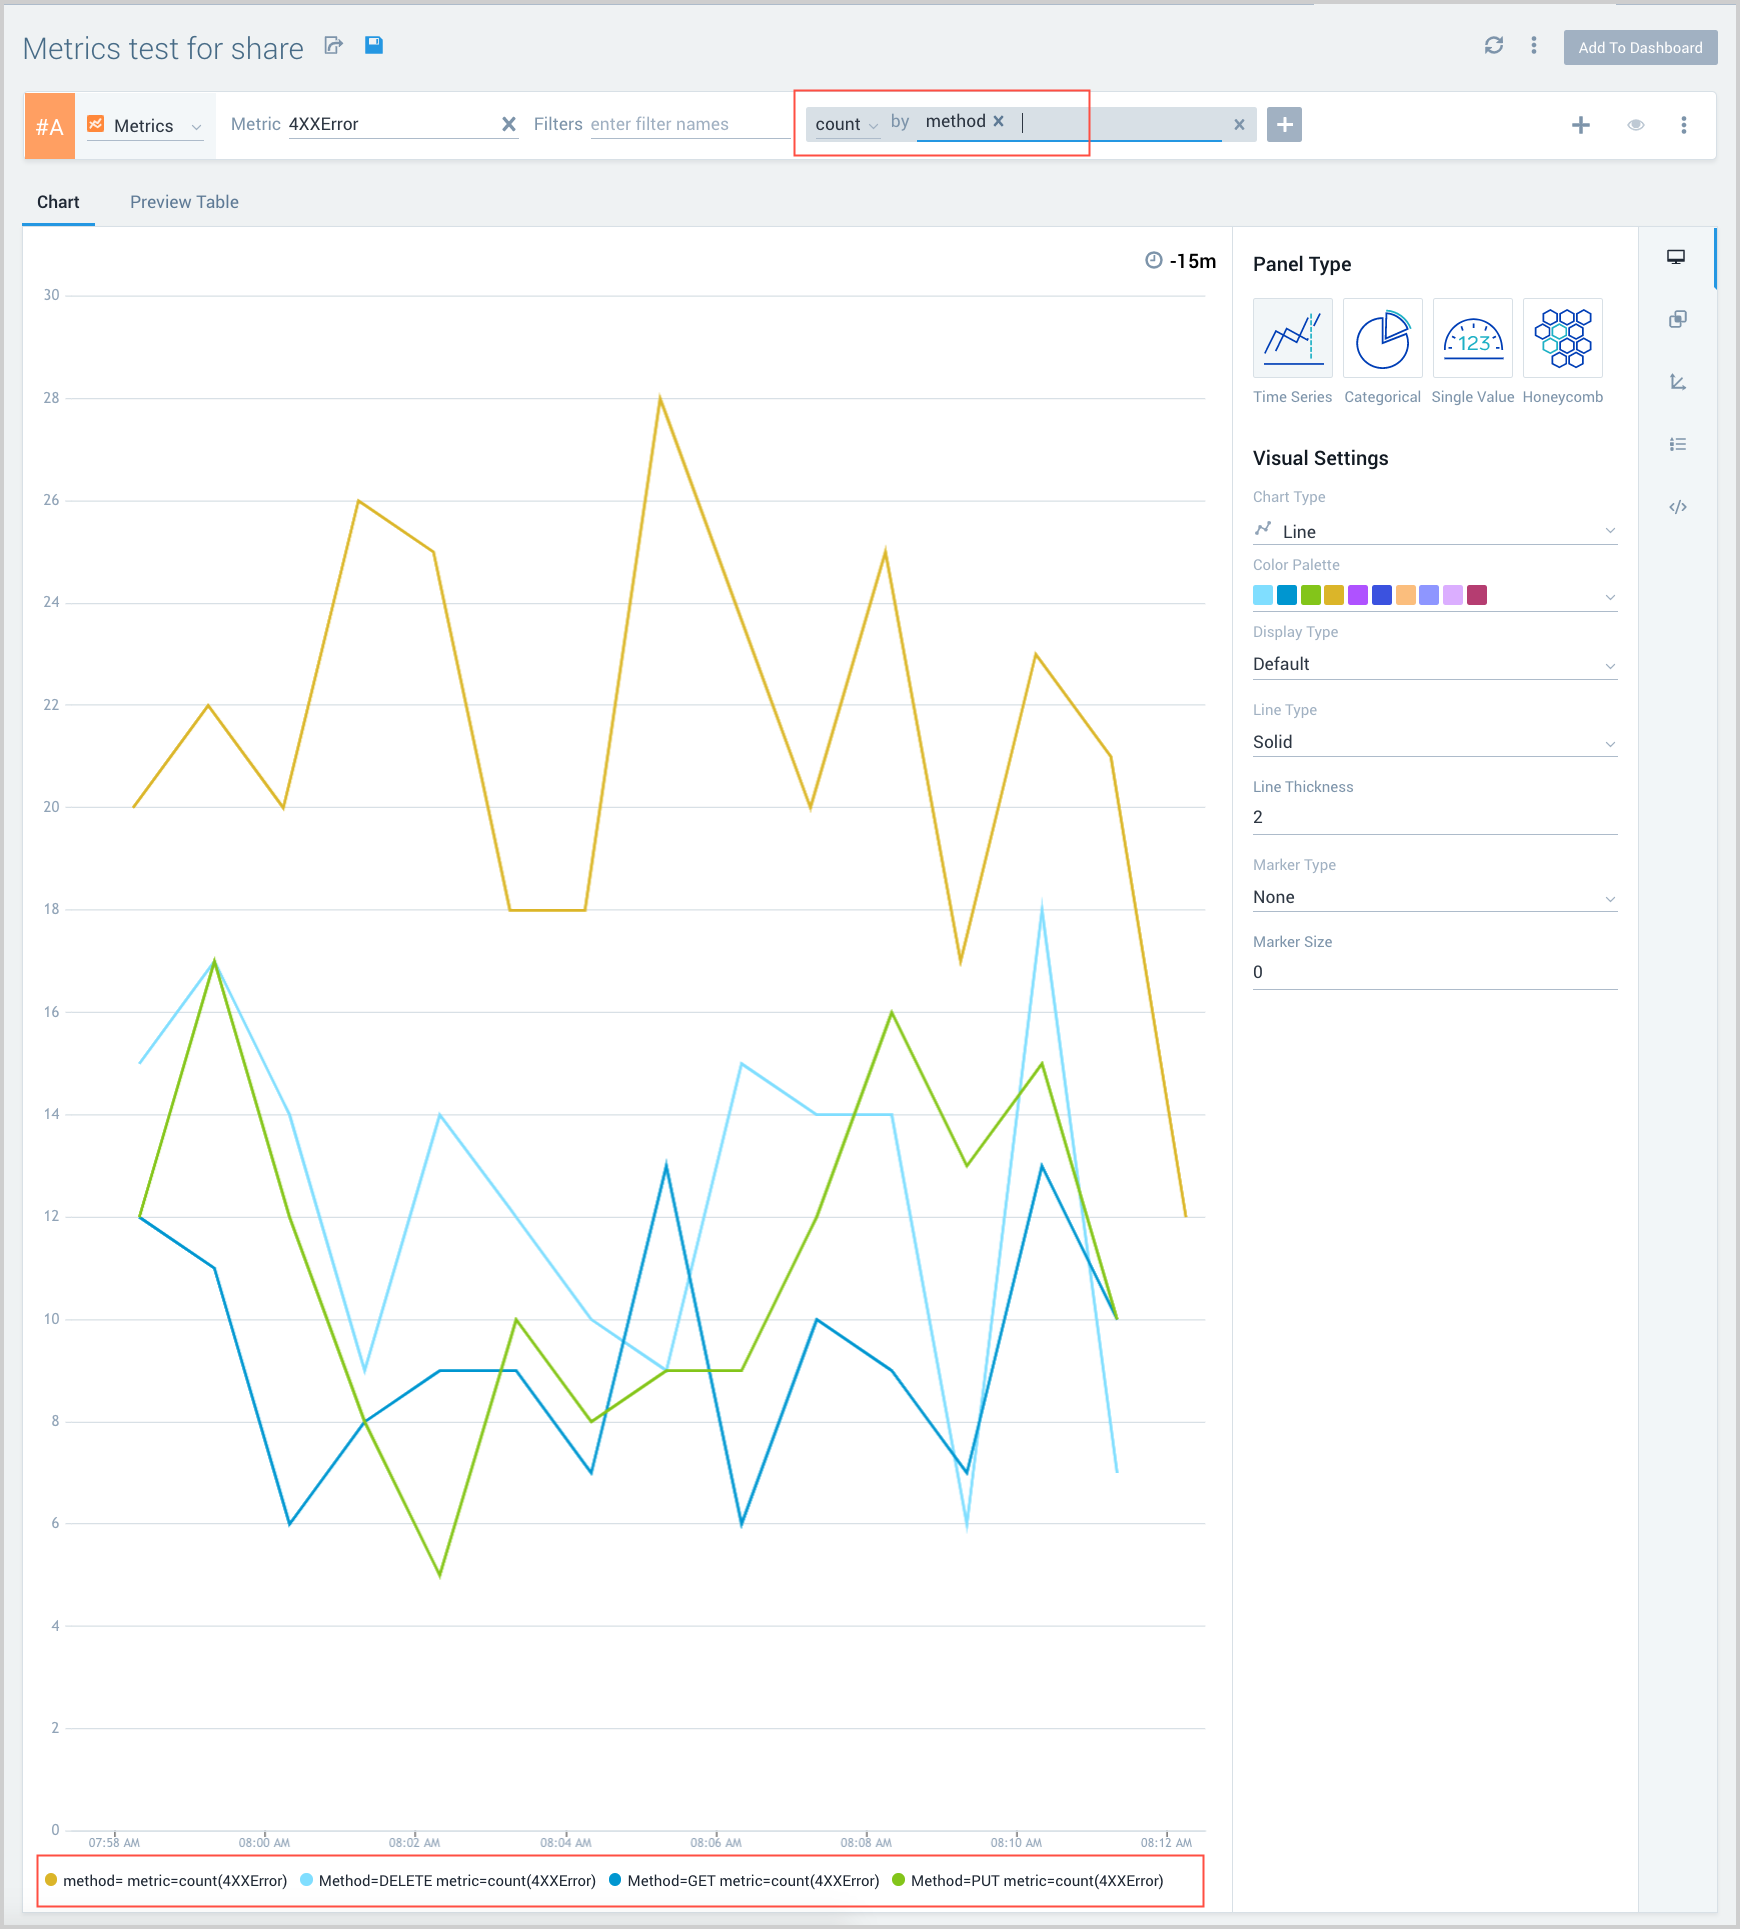 Metrics test for share
Add To Dashboard
#A Metrics Metric 4XXError Filters enter filter names count by method
Chart Preview Table
-15m
30
28
26
24
22
20
18
16
14
12
10
8
6
4
2
0
07:58 AM 08:00 AM 08:02 AM 08:04 AM 08:06 AM 08:08 AM 08:10 AM 08:12 AM
method= metric=count(4XXError) Method=DELETE metric=count(4XXError) Method=GET metric=count(4XXError) Method=PUT metric=count(4XXError)
Panel Type
123
Time Series Categorical Single Value Honeycomb
Visual Settings
Chart Type
Line
Color Palette
Display Type
Default
Line Type
Solid
Line Thickness
2
Marker Type
None
Marker Size
0